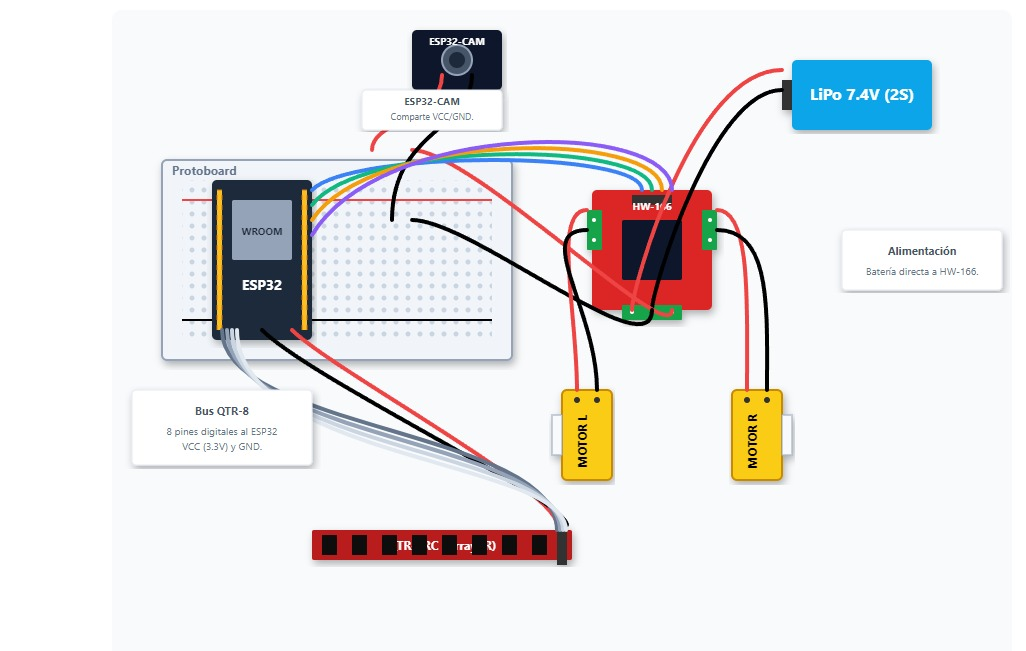 ESP32-CAM
ESP32-CAM
Comparte VCC/GND.
LiPo 7.4V (2S)
Protoboard
WROOM
ESP32
Alimentación
Batería directa a HW-166.
Bus QTR-8
8 pines digitales al ESP32
VCC (3.3V) y GND.
MOTOR L
MOTOR R